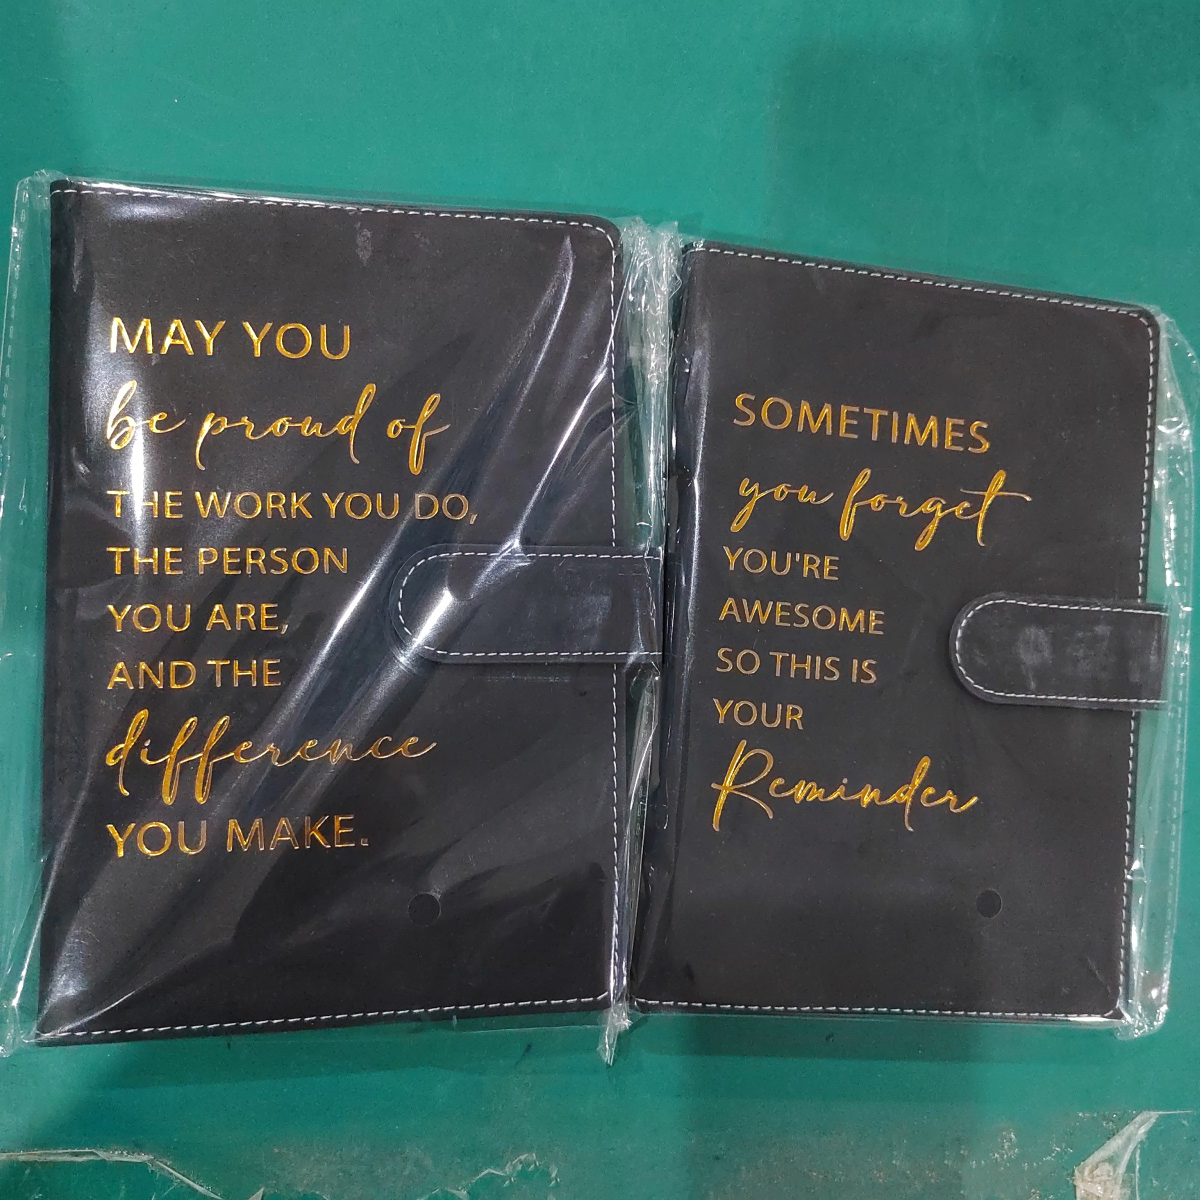 MAY YOU
be proud of
THE WORK YOU DO,
THE PERSON
YOU ARE,
AND THE
difference
YOU MAKE.
SOMETIMES
you forget
YOU'RE
AWESOME
SO THIS IS
YOUR
Reminder